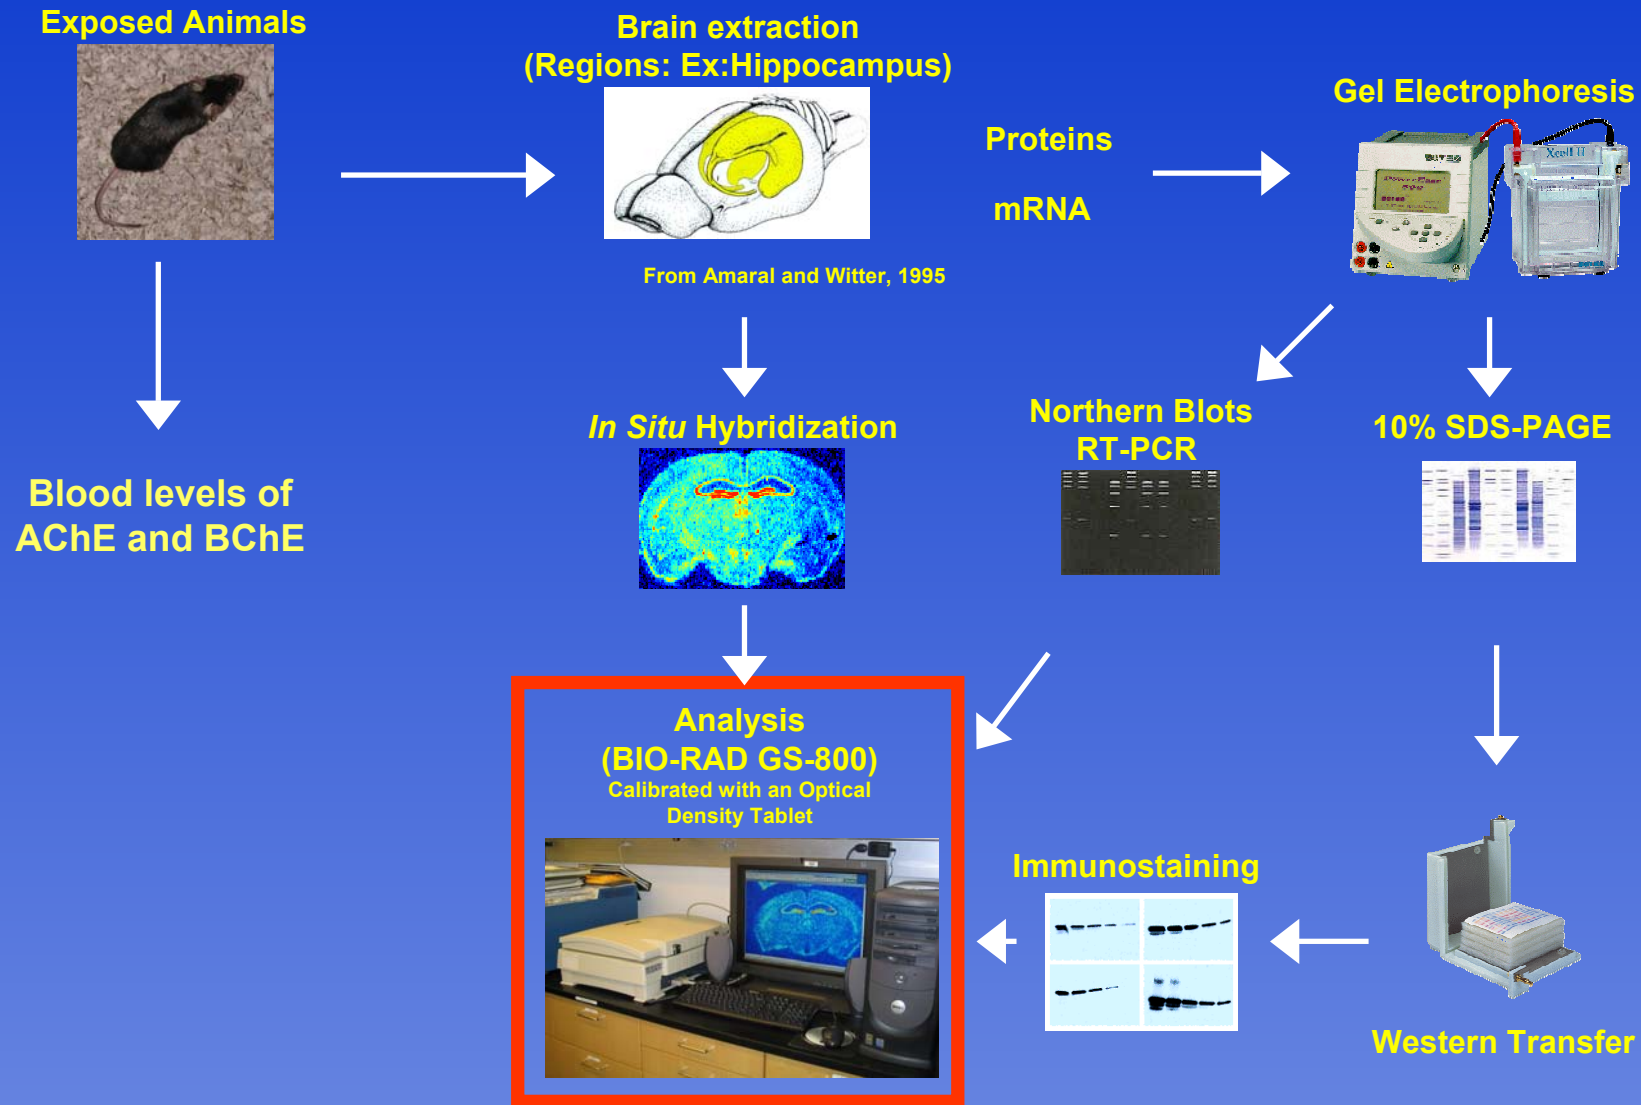 Exposed Animals
Brain extraction
(Regions: Ex:Hippocampus)
From Amaral and Witter, 1995
Proteins
mRNA
Gel Electrophoresis
Xcell II
In Situ Hybridization
Northern Blots
RT-PCR
10% SDS-PAGE
Blood levels of
AChE and BChE
Analysis
(BIO-RAD GS-800)
Calibrated with an Optical
Density Tablet
Immunostaining
Western Transfer